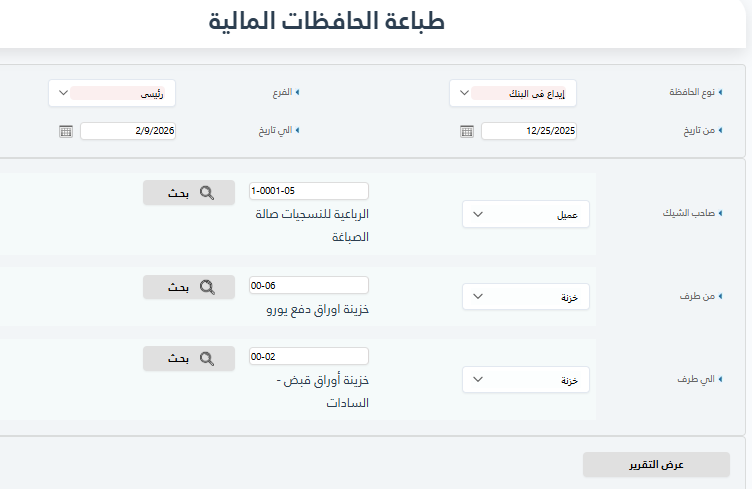 طباعة الحافظات المالية
نوع الحافظة
إيداع فى البنك
الفرع
رئيسى
من تاريخ
12/25/2025
الي تاريخ
2/9/2026
صاحب الشيك
عميل
1-0001-05
بحث
الرباعية للنسجيات صالة
الصباغة
من طرف
خزنة
00-06
بحث
خزينة اوراق دفع يورو
الي طرف
خزنة
00-02
بحث
خزينة أوراق قبض -
السادات
عرض التقرير